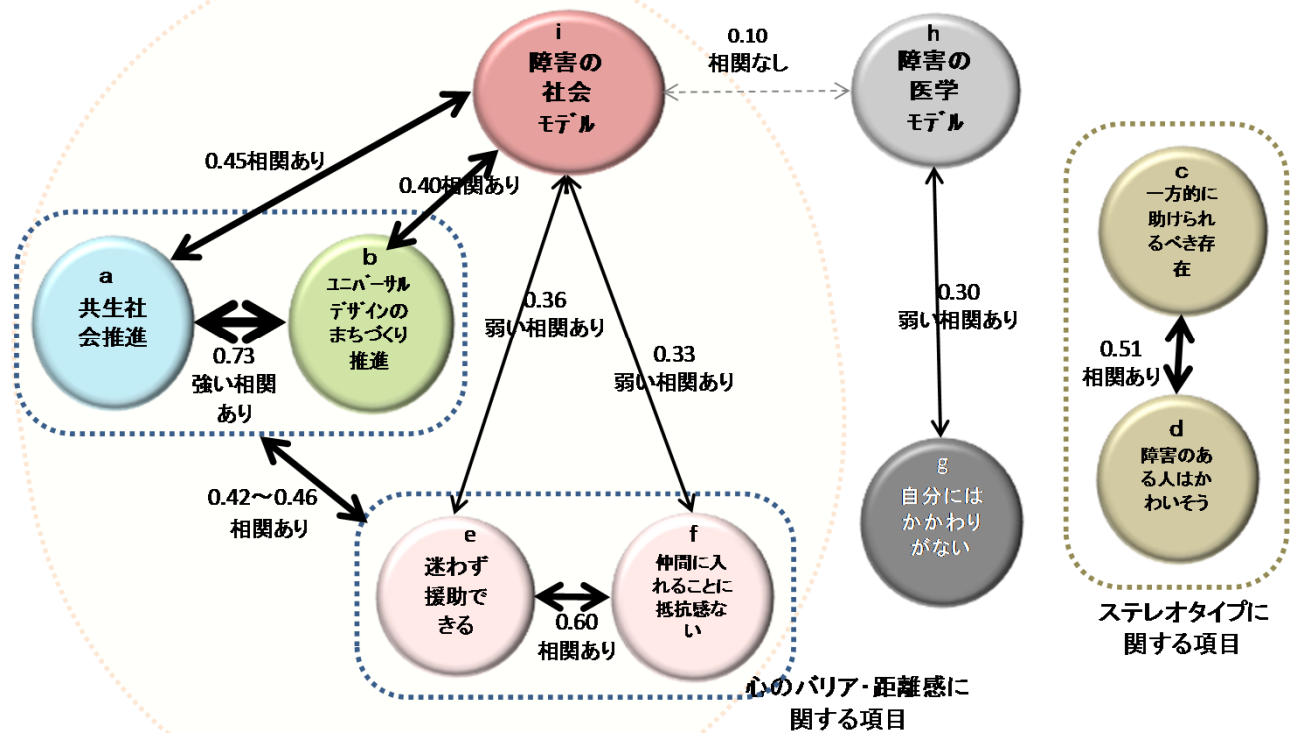 i
障害の
社会
モデル
0.10
相関なし
h
障害の
医学
モデル
0.45相関あり
0.40相関あり
c
一方的に
助けられ
るべき存
在
a
共生社
会推進
b
ユニバーサル
デザインの
まちづくり
推進
0.73
強い相関
あり
0.36
弱い相関あり
0.33
弱い相関あり
0.30
弱い相関あり
0.51
相関あり
d
障害のあ
る人はか
わいそう
0.42～0.46
相関あり
g
自分には
かかわり
がない
e
迷わず
援助で
きる
f
仲間に入
れることに
抵抗感な
い
0.60
相関あり
ステレオタイプに
関する項目
心のバリア・距離感に
関する項目